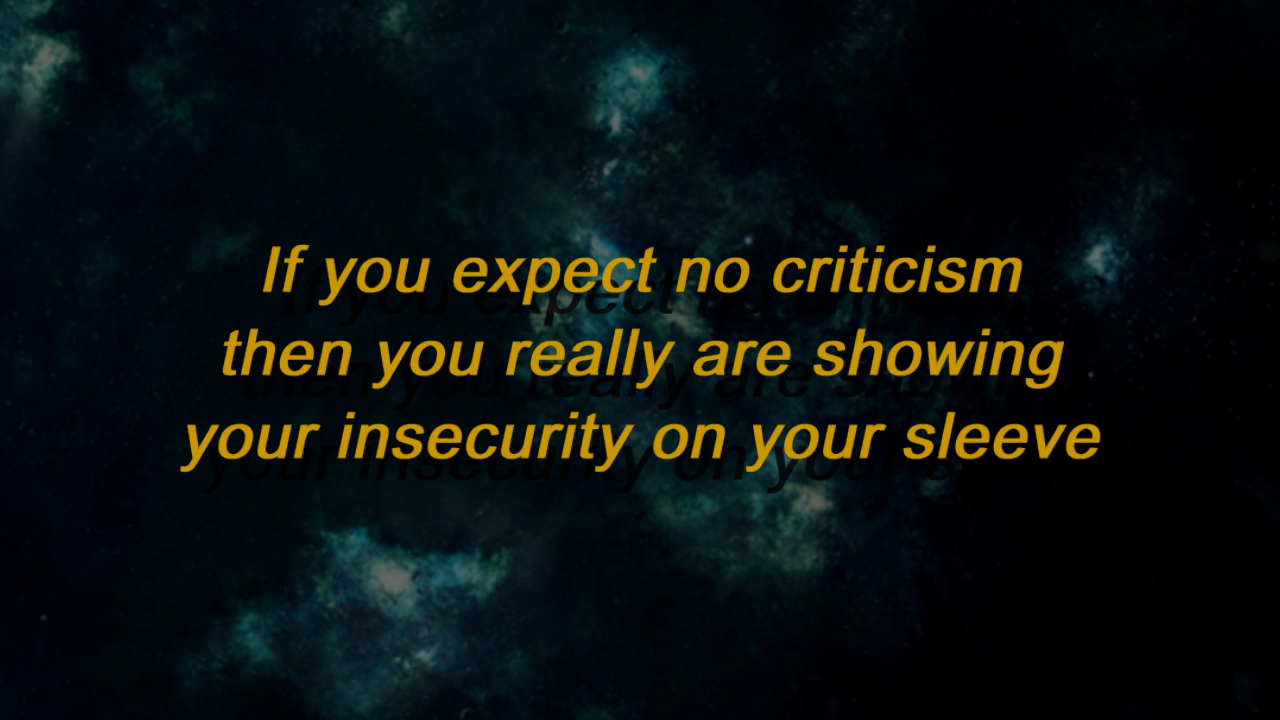 If you expect no criticism
then you really are showing
your insecurity on your sleeve